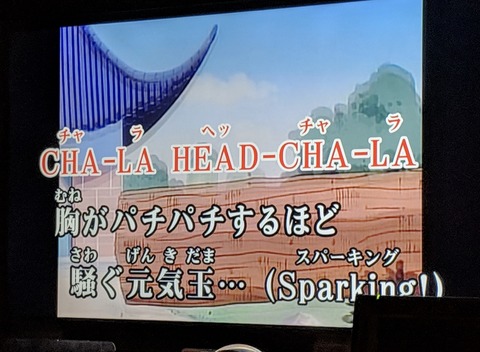 チャ ラ ヘッ チャ ラ
CHA-LA HEAD-CHA-LA
むね
胸がパチパチするほど
さわ げん き だま スパーキング
騒ぐ元気玉… (Sparking!)